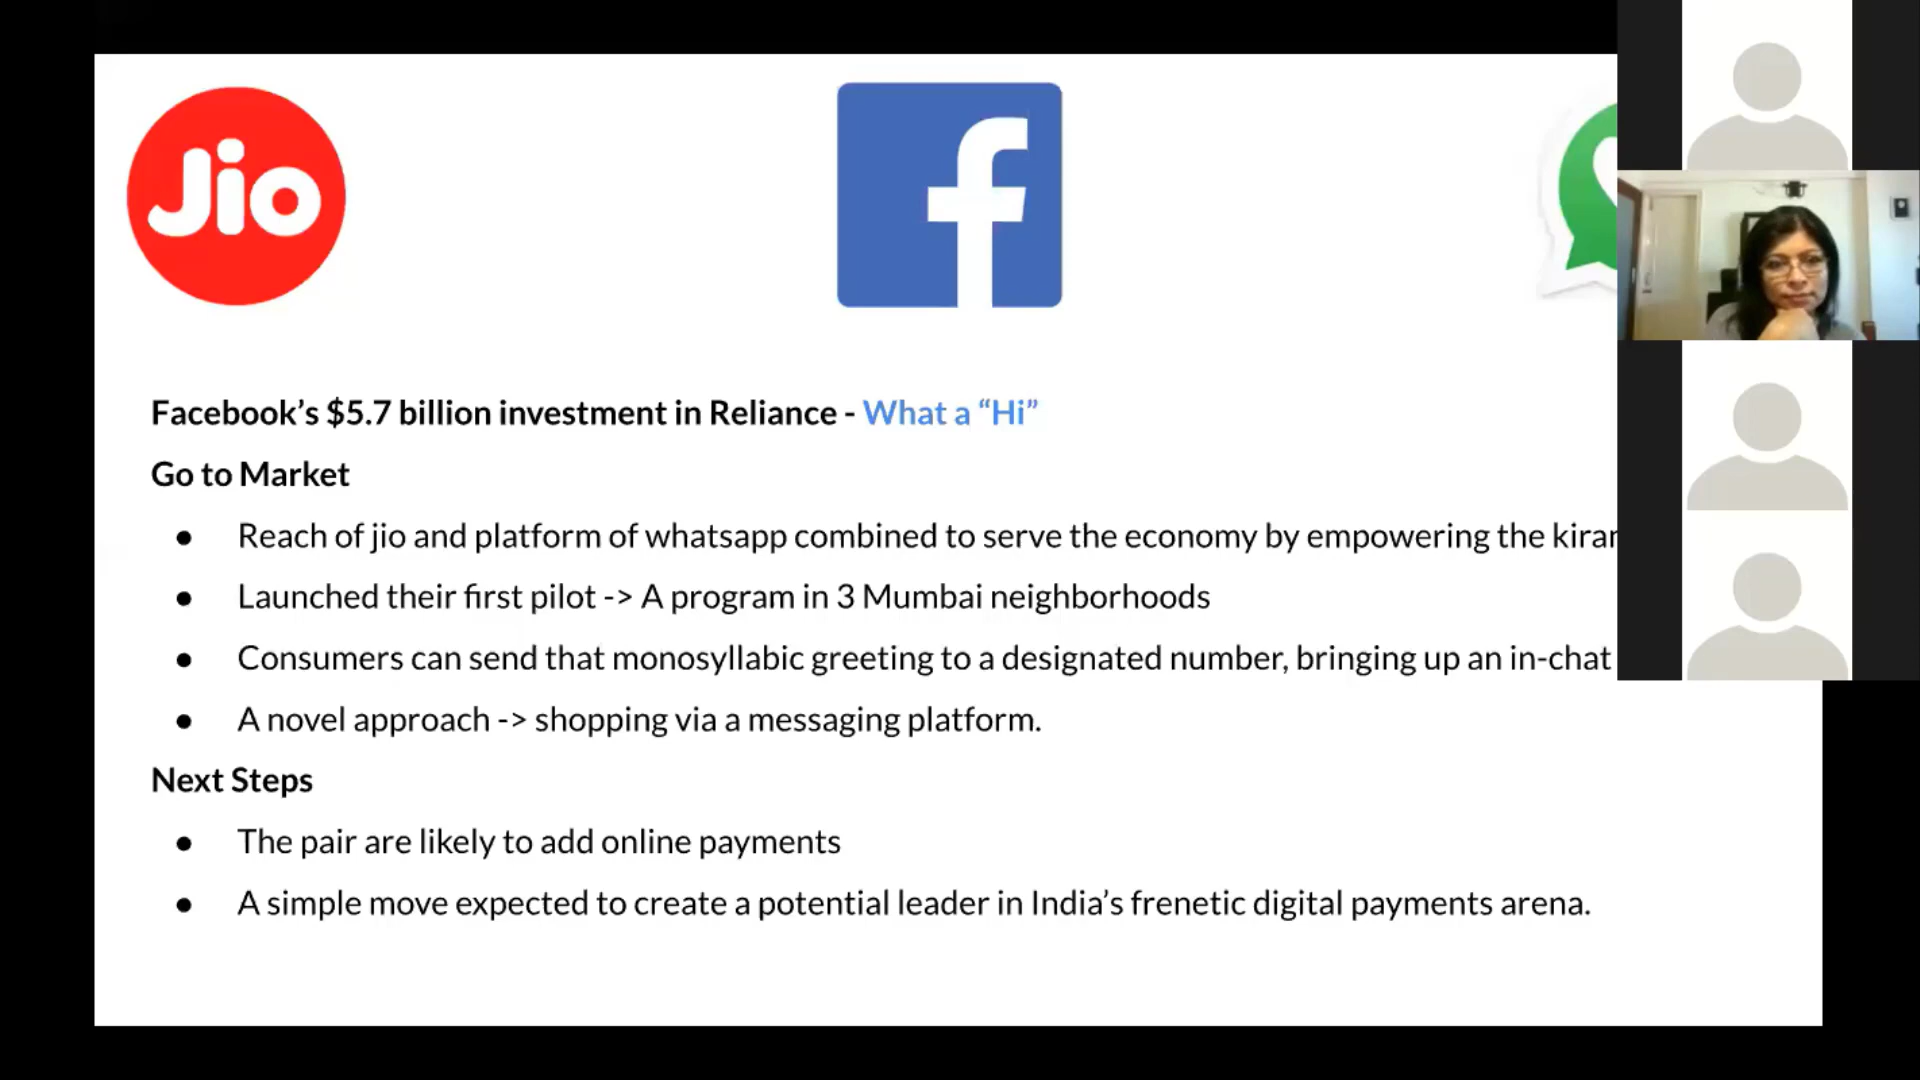 Jio
f
Facebook’s $5.7 billion investment in Reliance - What a “Hi”
Go to Market
● Reach of jio and platform of whatsapp combined to serve the economy by empowering the
● Launched their first pilot -> A program in 3 Mumbai neighborhoods
● Consumers can send that monosyllabic greeting to a designated number, bringing up an in-chat
● A novel approach -> shopping via a messaging platform.
Next Steps
● The pair are likely to add online payments
● A simple move expected to create a potential leader in India’s frenetic digital payments arena.